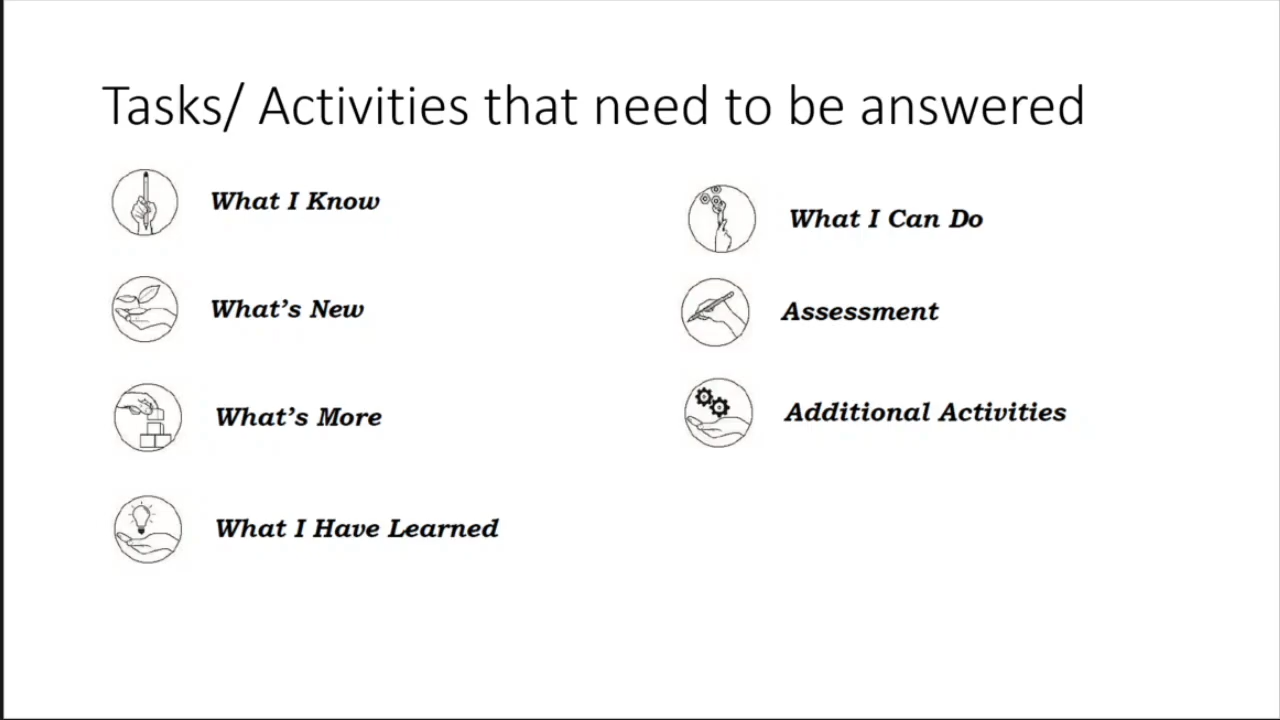 Tasks/ Activities that need to be answered
What I Know
What's New
What's More
What I Have Learned
What I Can Do
Assessment
Additional Activities